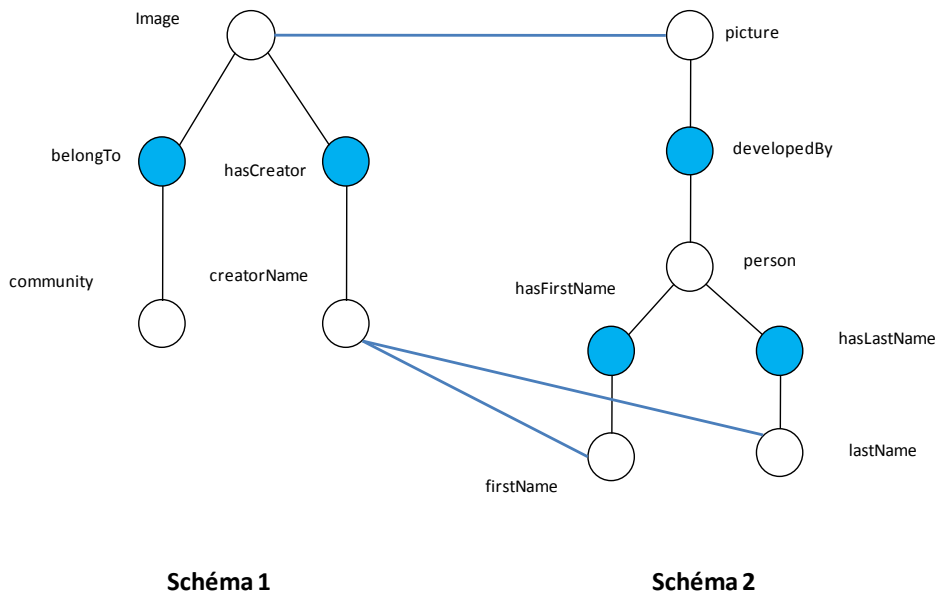 Image
picture
belongTo
hasCreator
developedBy
community
creatorName
person
hasFirstName
hasLastName
firstName
lastName
Schéma 1
Schéma 2